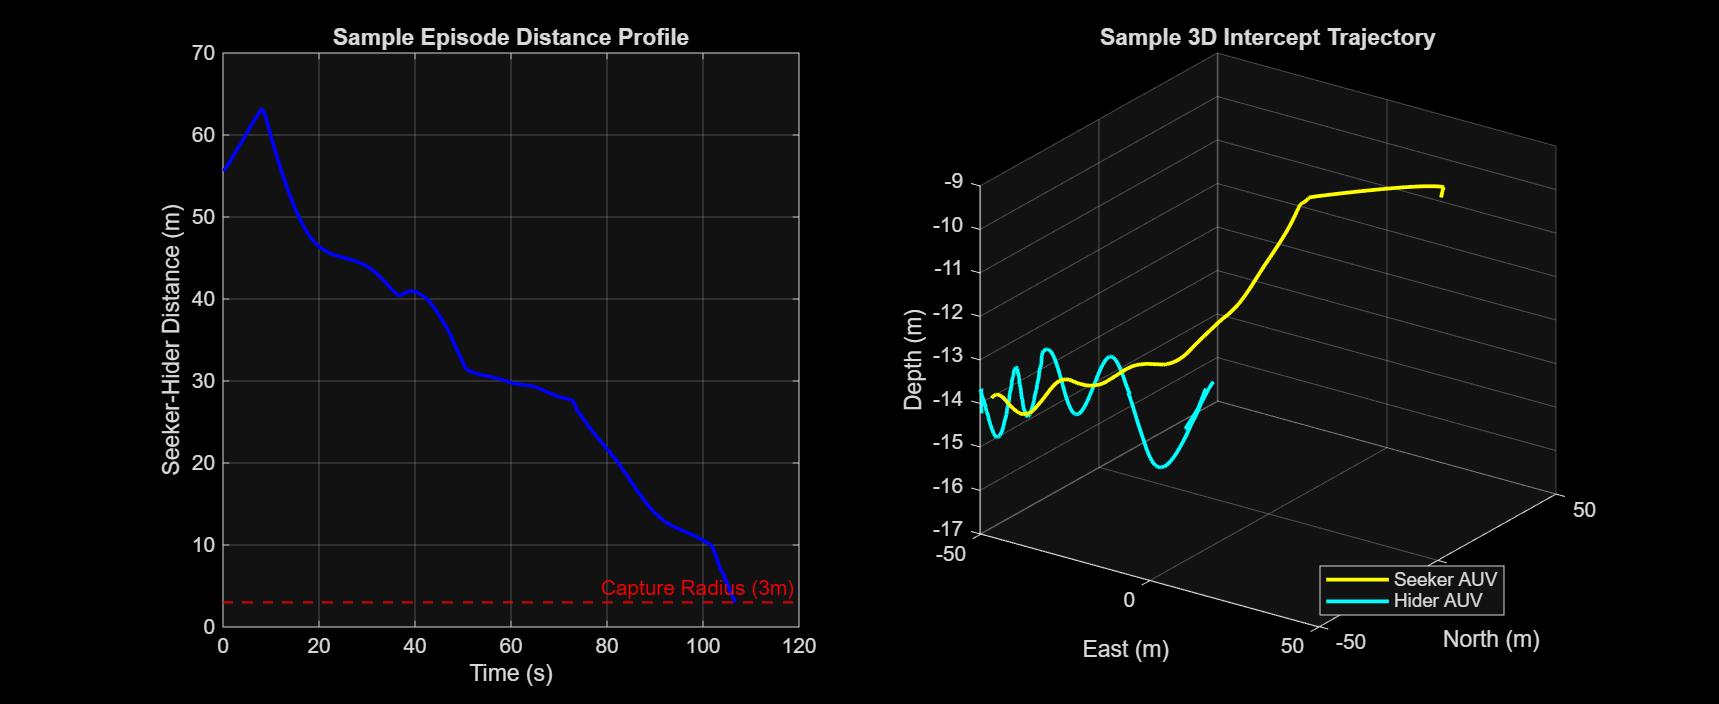 Sample Episode Distance Profile
70
60
50
40
30
20
10
0
Seeker-Hider Distance (m)
Capture Radius (3m)
0 20 40 60 80 100 120
Time (s)
Sample 3D Intercept Trajectory
-9
-10
-11
-12
-13
-14
-15
-16
-17
Depth (m)
-50
0
50
East (m)
-50
50
North (m)
Seeker AUV
Hider AUV